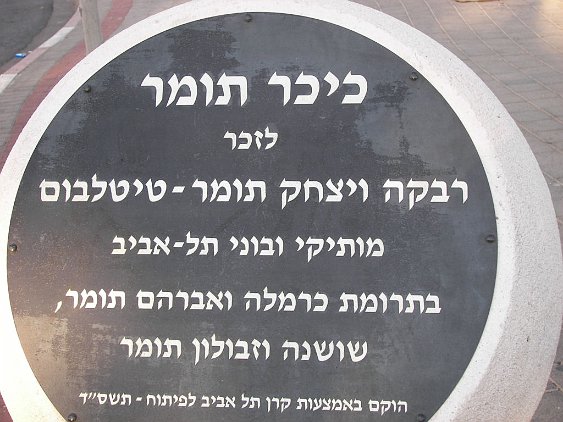 כיכר תומר
לזכר
רבקה ויצחק תומר - טיטלבום
מותיקי ובוני תל-אביב
בתרומת כרמלה ואברהם תומר,
שושנה וזבולון תומר
הוקם באמצעות קרן תל אביב לפיתוח - תשס"ד